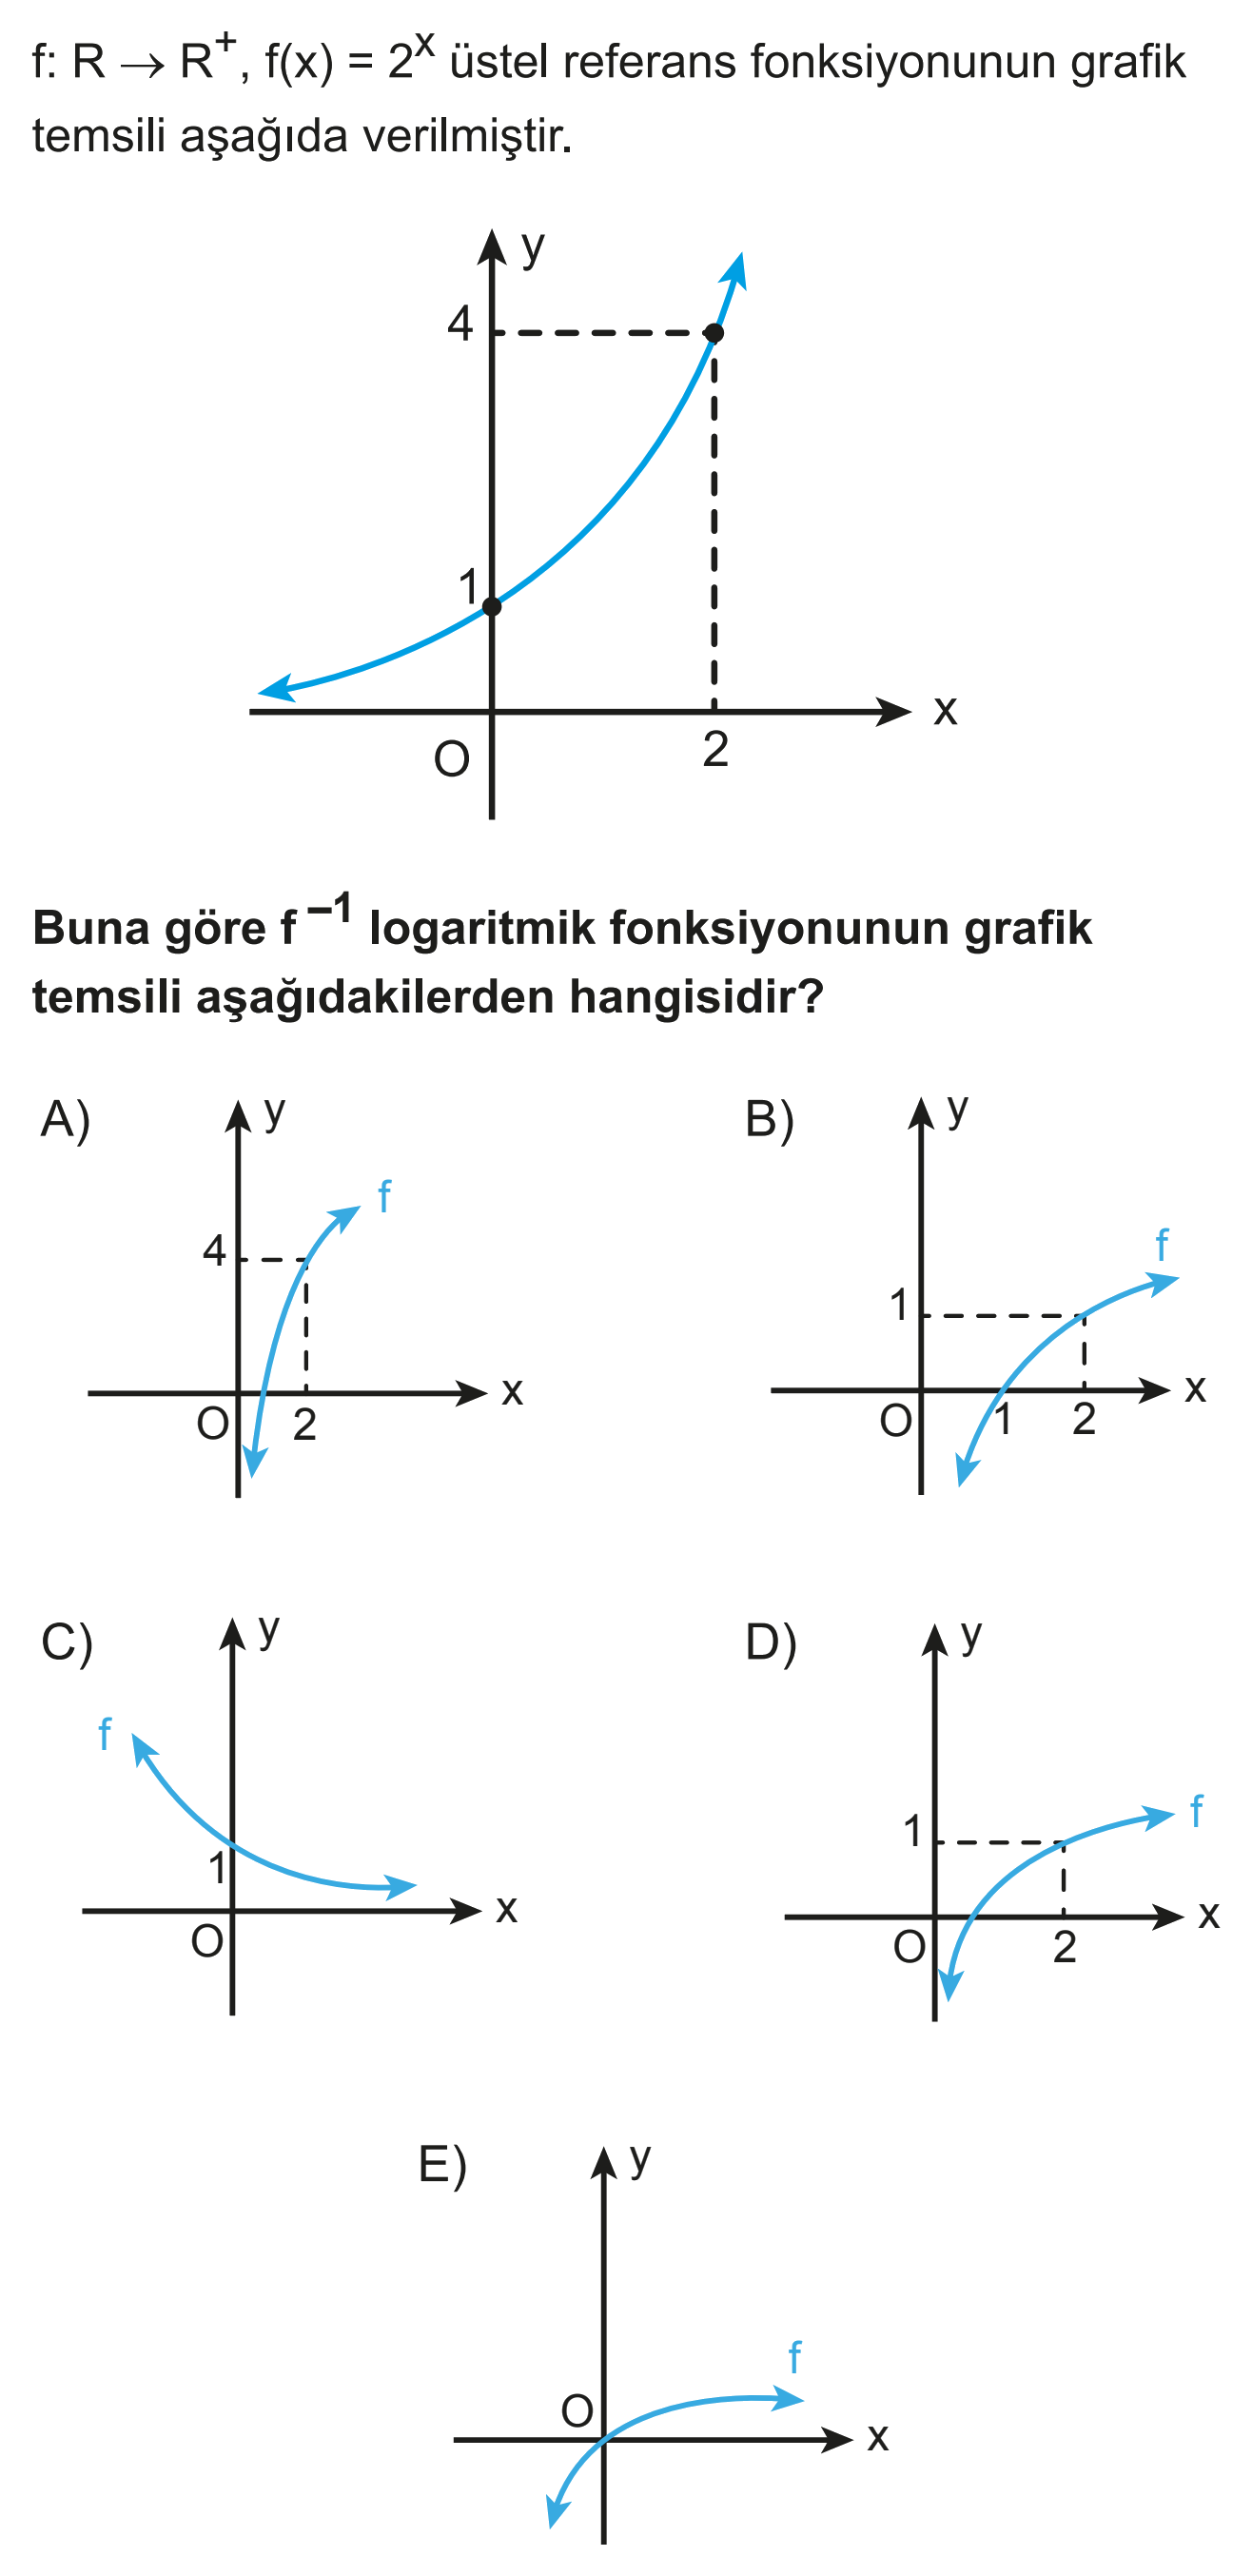 f: R → R⁺, f(x) = 2ˣ üstel referans fonksiyonunun grafik
temsili aşağıda verilmiştir.
y
4
1
x
O
2
Buna göre f ⁻¹ logaritmik fonksiyonunun grafik
temsili aşağıdakilerden hangisidir?
A)
y
f
4
x
O
2
B)
y
f
1
x
O
1
2
C)
y
f
1
x
O
D)
y
f
1
x
O
2
E)
y
f
O
x